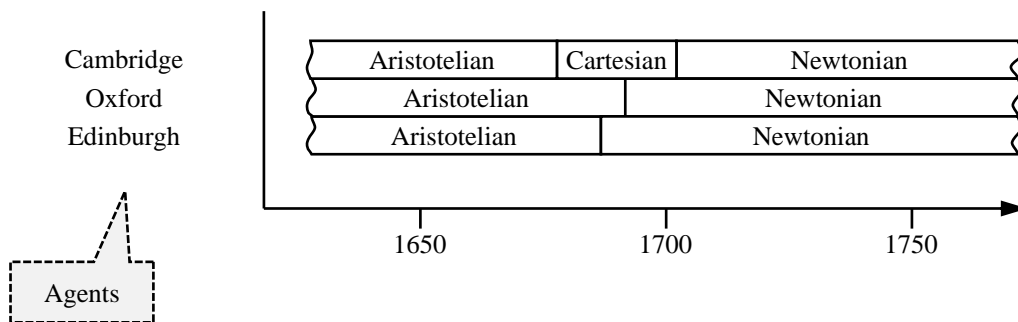 Cambridge Aristotelian Cartesian Newtonian
Oxford Aristotelian Newtonian
Edinburgh Aristotelian Newtonian
1650 1700 1750
Agents